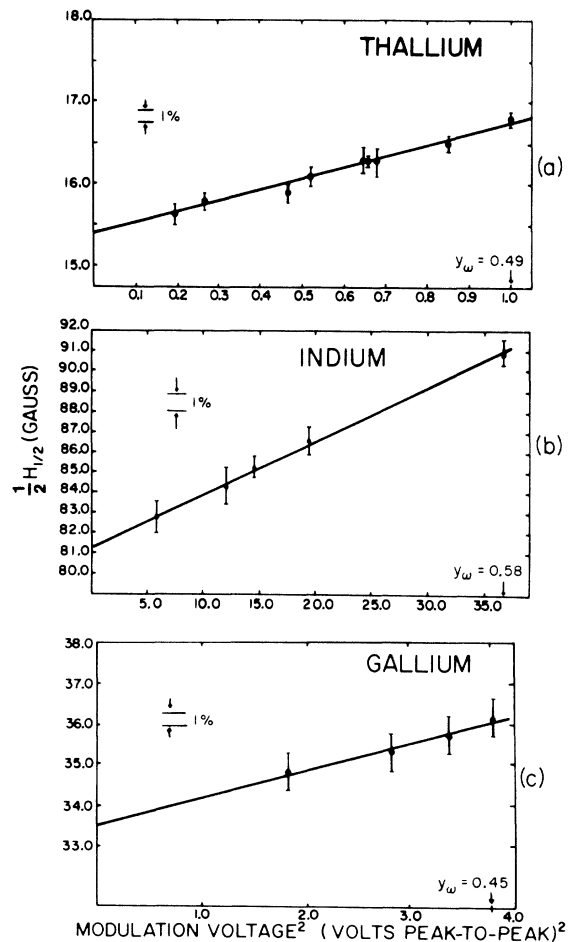 THALLIUM
18.0
17.0
16.0
15.0
1%
(a)
yω = 0.49
0.1 0.2 0.3 0.4 0.5 0.6 0.7 0.8 0.9 1.0
INDIUM
½H1/2 (GAUSS)
92.0
91.0
90.0
89.0
88.0
87.0
86.0
85.0
84.0
83.0
82.0
81.0
80.0
1%
(b)
yω = 0.58
5.0 10.0 15.0 20.0 25.0 30.0 35.0
GALLIUM
38.0
37.0
36.0
35.0
34.0
33.0
1%
(c)
yω = 0.45
1.0 2.0 3.0 4.0
MODULATION VOLTAGE² (VOLTS PEAK-TO-PEAK)²